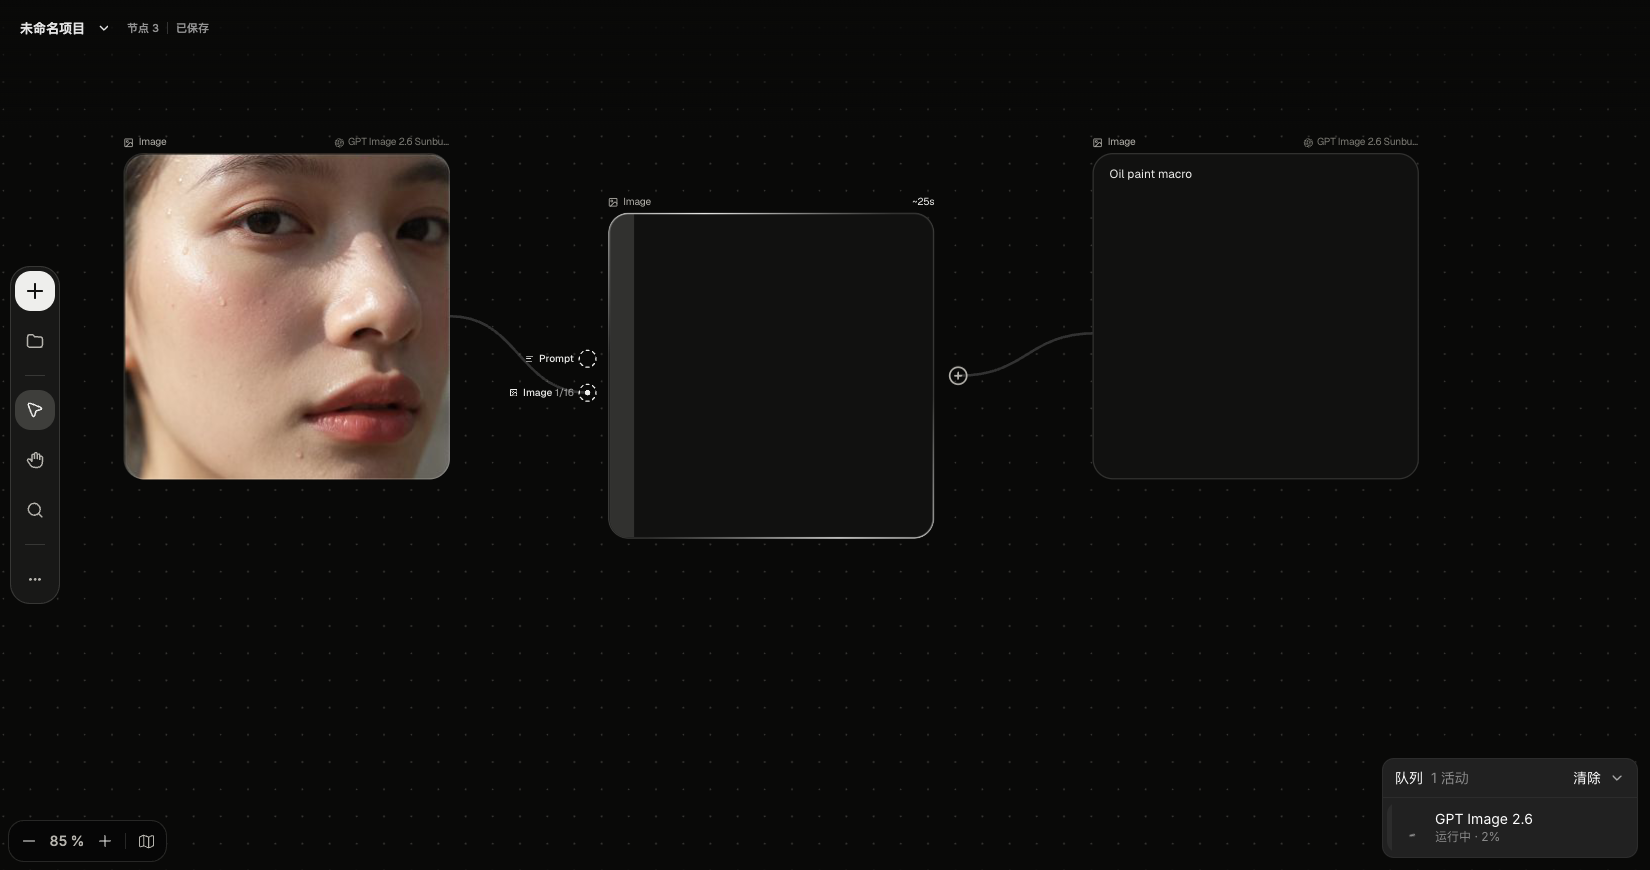 未命名项目
节点 3 已保存
Image GPT Image 2.6 Sunbu...
Image ~25s
Prompt
Image 1/16
Image GPT Image 2.6 Sunbu...
Oil paint macro
85 %
队列 1 活动 清除
GPT Image 2.6
运行中 · 2%